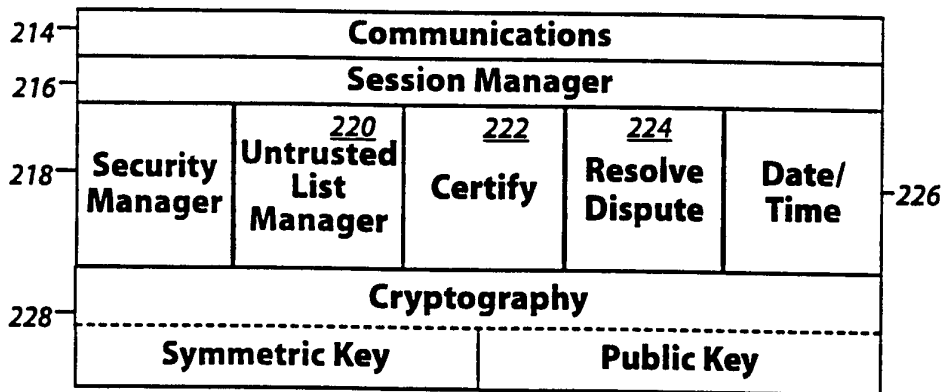 214
Communications
216
Session Manager
218
Security
Manager
220
Untrusted
List
Manager
222
Certify
224
Resolve
Dispute
Date/
Time
226
228
Cryptography
Symmetric Key
Public Key